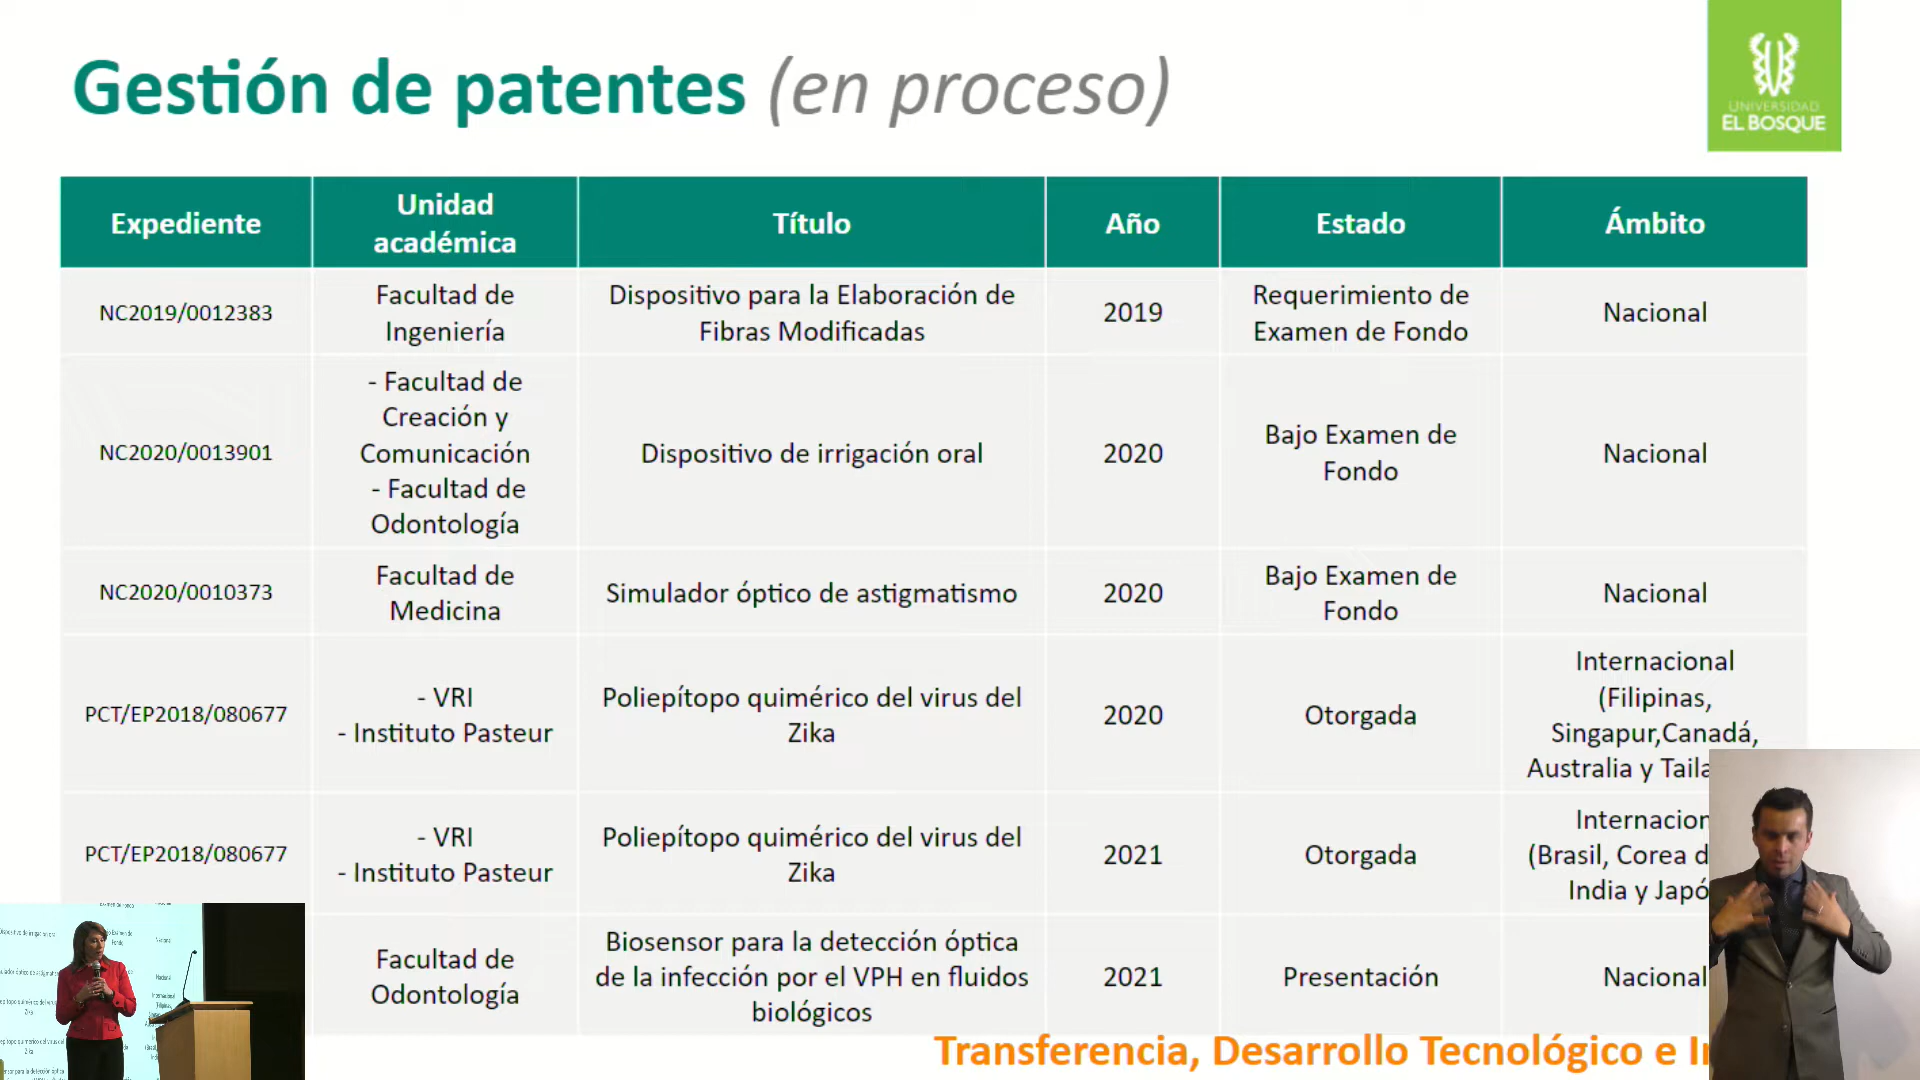 Gestión de patentes (en proceso)
UNIVERSIDAD
EL BOSQUE
Expediente
Unidad
académica
Título
Año
Estado
Ámbito
NC2019/0012383
Facultad de
Ingeniería
Dispositivo para la Elaboración de
Fibras Modificadas
2019
Requerimiento de
Examen de Fondo
Nacional
NC2020/0013901
- Facultad de
Creación y
Comunicación
- Facultad de
Odontología
Dispositivo de irrigación oral
2020
Bajo Examen de
Fondo
Nacional
NC2020/0010373
Facultad de
Medicina
Simulador óptico de astigmatismo
2020
Bajo Examen de
Fondo
Nacional
PCT/EP2018/080677
- VRI
- Instituto Pasteur
Poliepítopo quimérico del virus del
Zika
2020
Otorgada
Internacional
(Filipinas,
Singapur,Canadá,
Australia y
PCT/EP2018/080677
- VRI
- Instituto Pasteur
Poliepítopo quimérico del virus del
Zika
2021
Otorgada
(Brasil, Corea
India y
Facultad de
Odontología
Biosensor para la detección óptica
de la infección por el VPH en fluidos
biológicos
2021
Presentación
Nacional
Transferencia, Desarrollo Tecnológico e